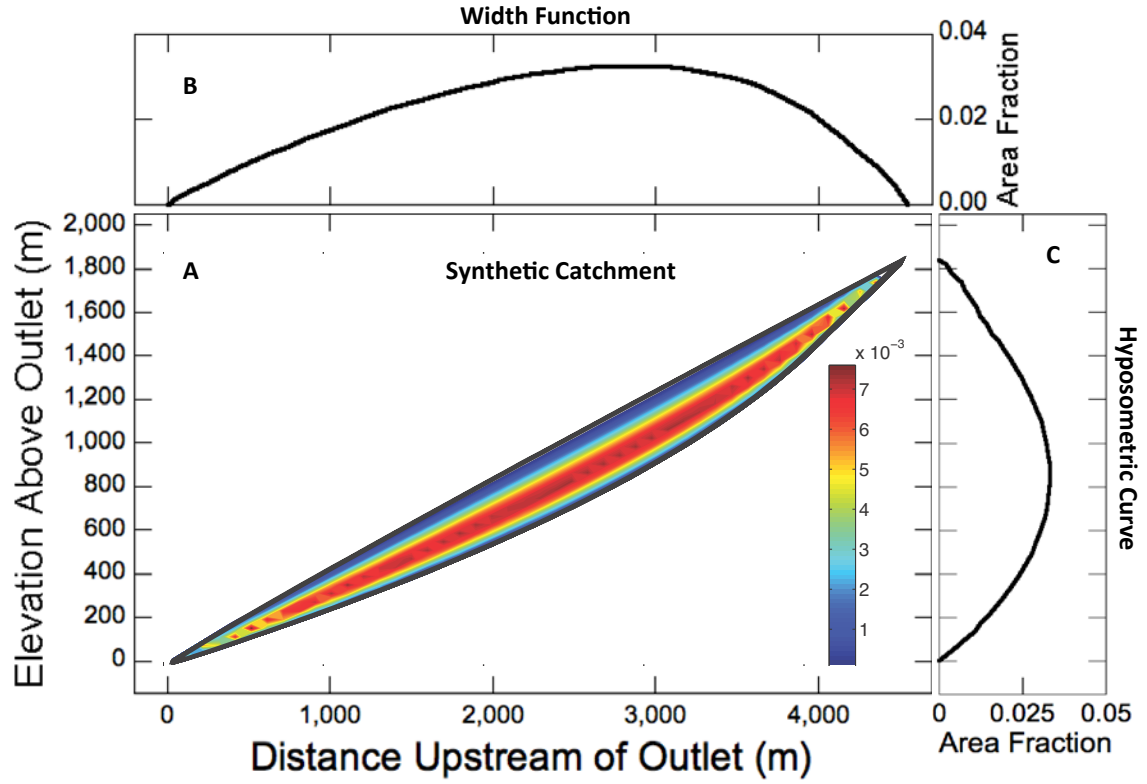 Width Function
B
0.04
0.02
0.00
Area Fraction
2,000
1,800
1,600
1,400
1,200
1,000
800
600
400
200
0
Elevation Above Outlet (m)
A
Synthetic Catchment
x 10⁻³
7
6
5
4
3
2
1
C
Hyposometric Curve
0 1,000 2,000 3,000 4,000
Distance Upstream of Outlet (m)
0 0.025 0.05
Area Fraction